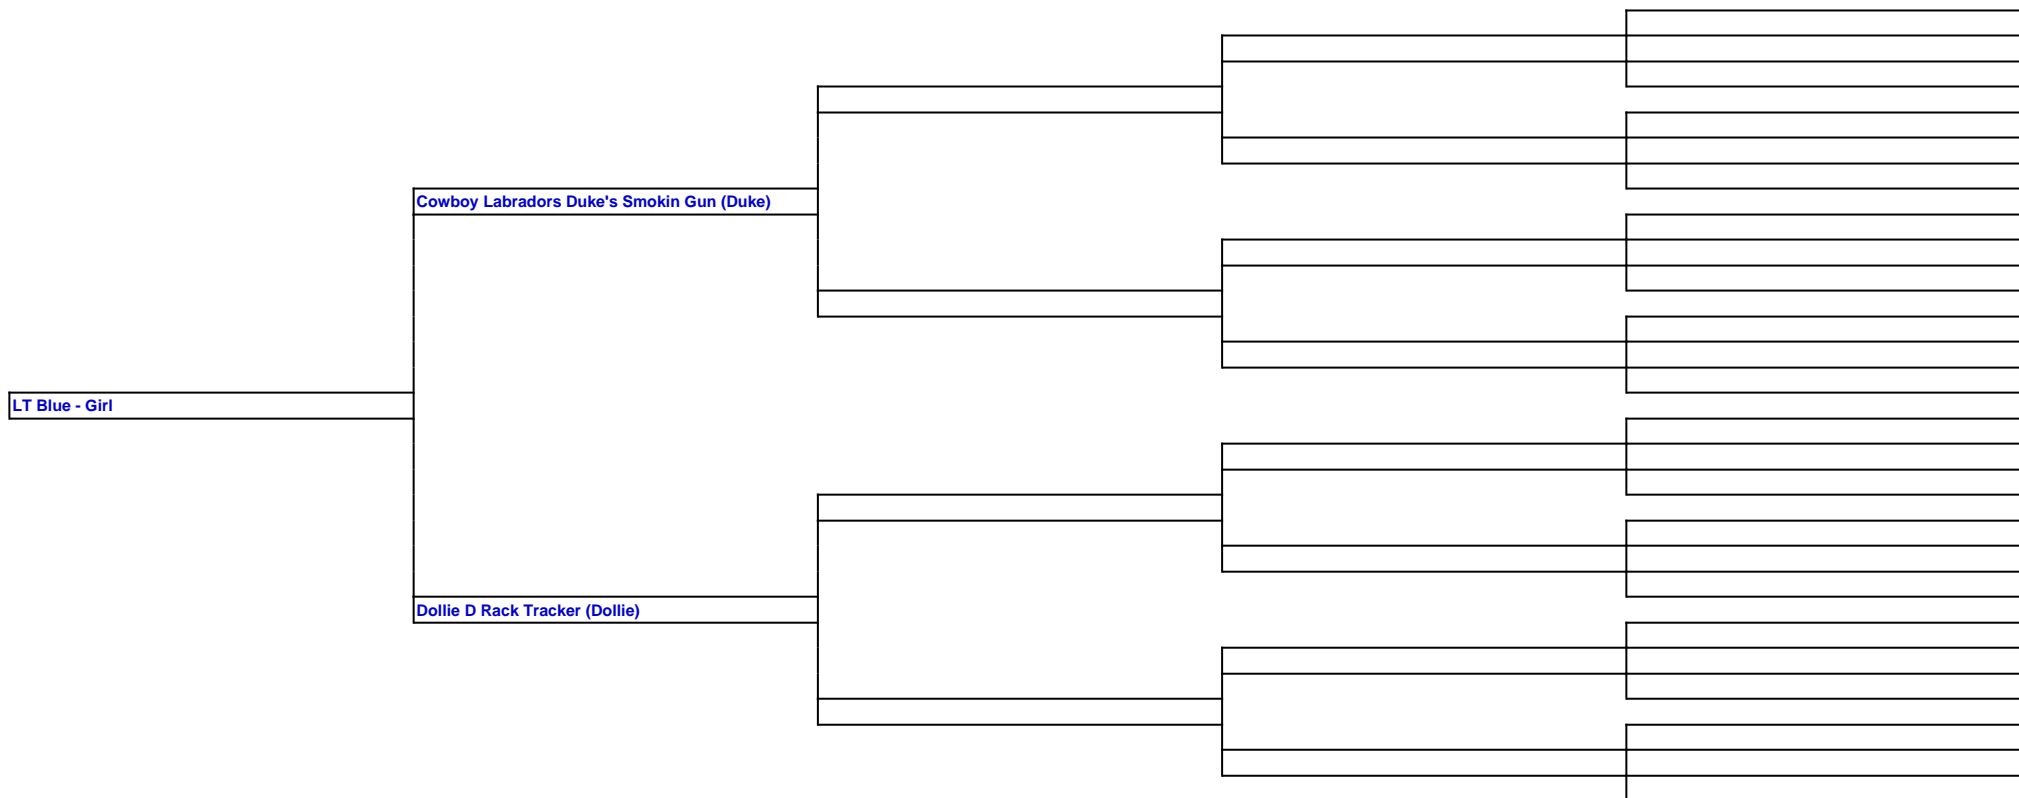 Cowboy Labradors Duke's Smokin Gun (Duke)
LT Blue - Girl
Dollie D Rack Tracker (Dollie)